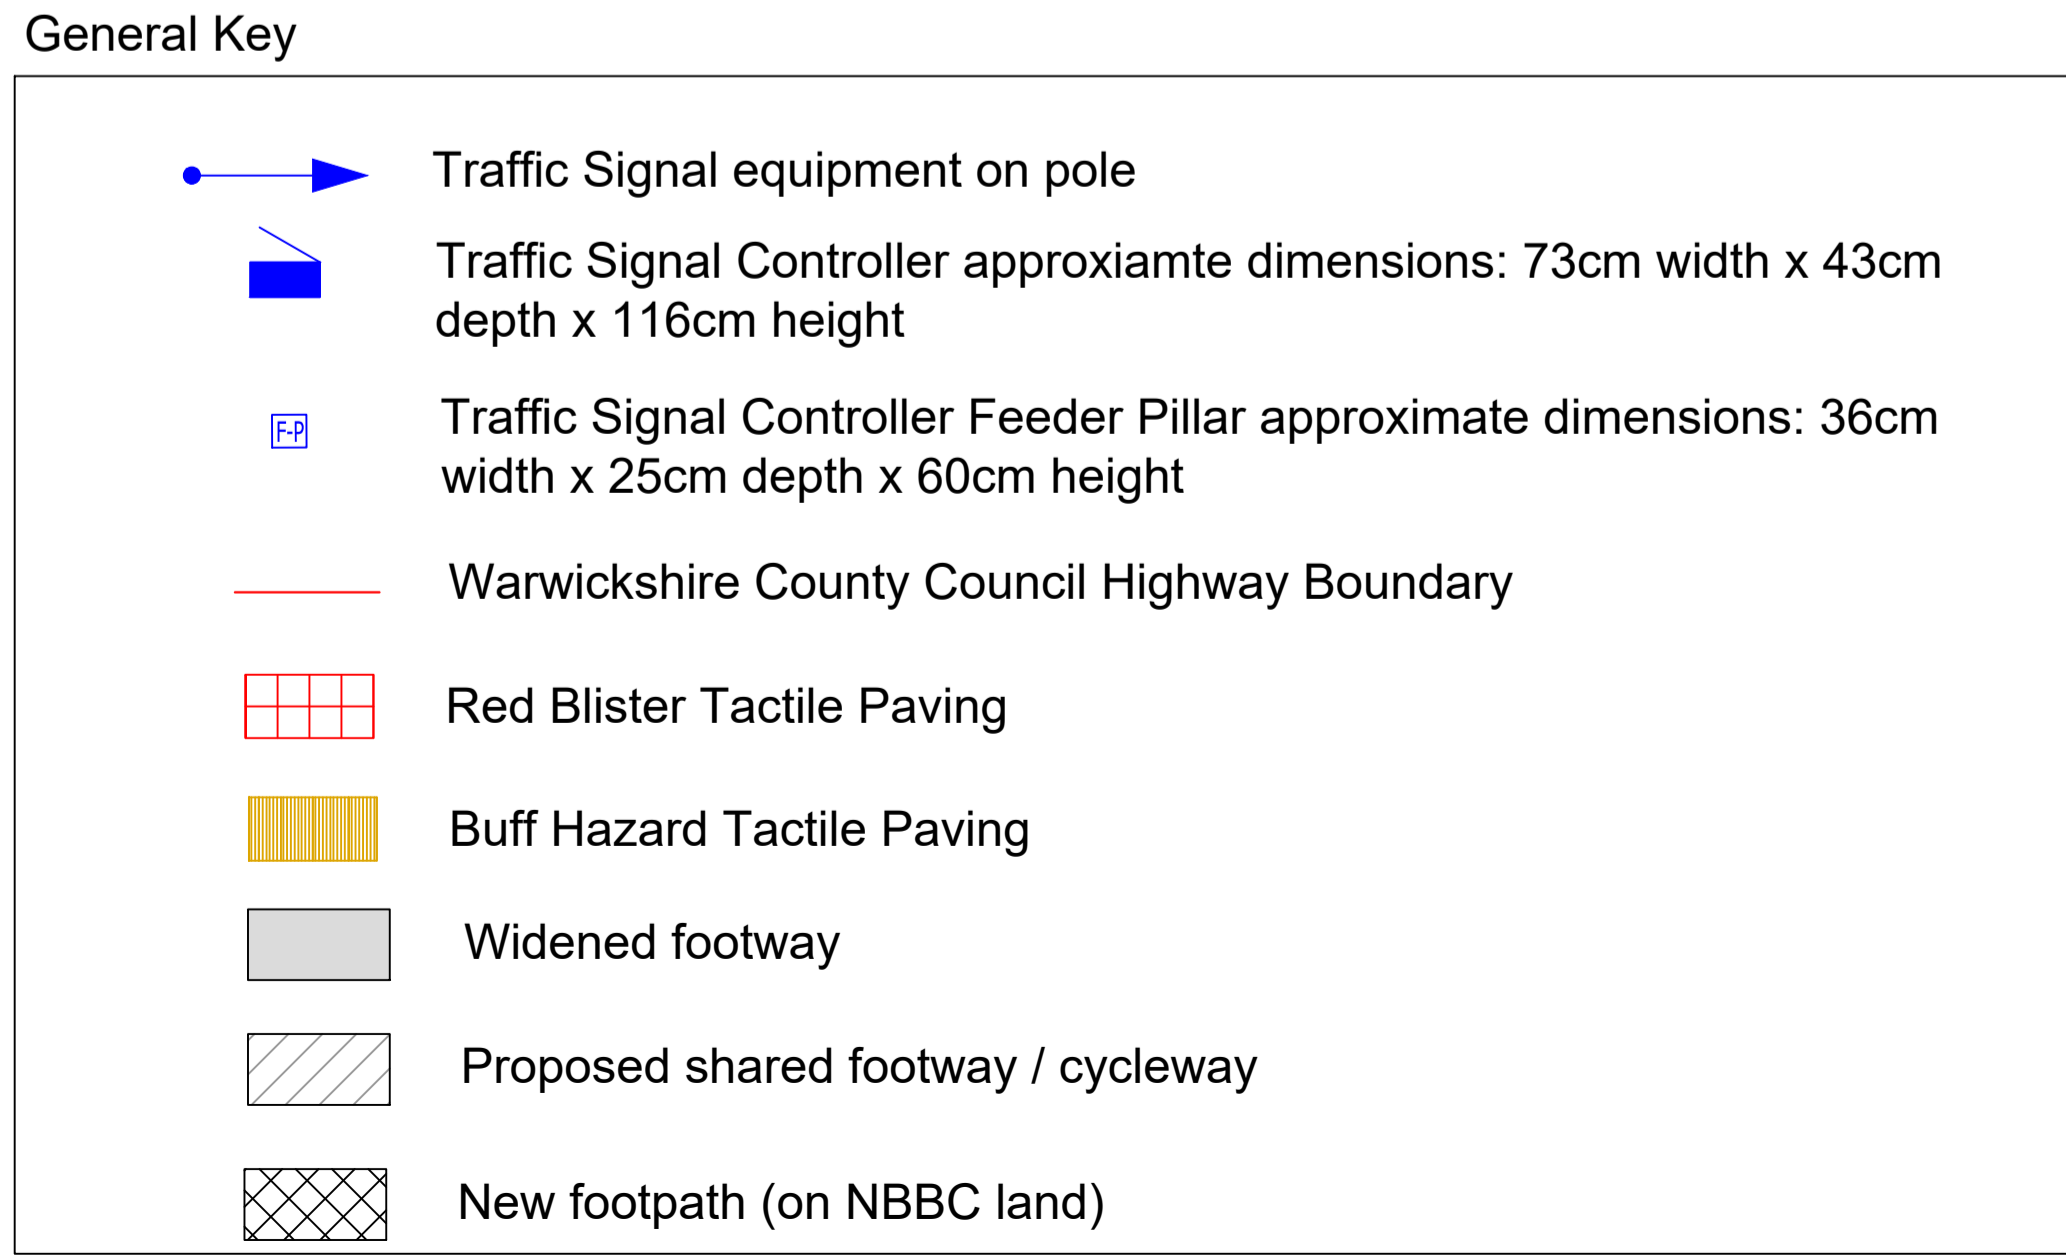 General Key
Traffic Signal equipment on pole
Traffic Signal Controller approxiamte dimensions: 73cm width x 43cm
depth x 116cm height
F-P
Traffic Signal Controller Feeder Pillar approximate dimensions: 36cm
width x 25cm depth x 60cm height
Warwickshire County Council Highway Boundary
Red Blister Tactile Paving
Buff Hazard Tactile Paving
Widened footway
Proposed shared footway / cycleway
New footpath (on NBBC land)